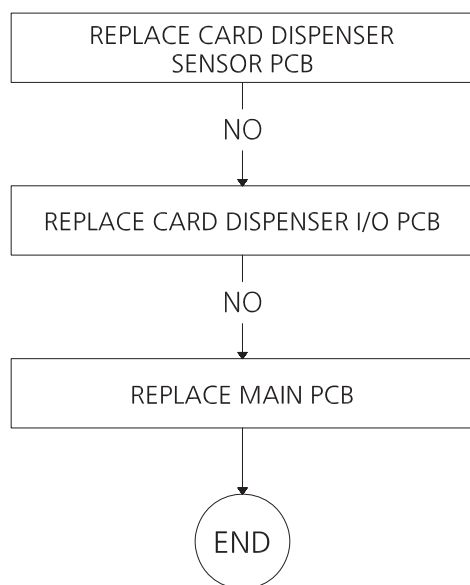 REPLACE CARD DISPENSER
SENSOR PCB
NO
REPLACE CARD DISPENSER I/O PCB
NO
REPLACE MAIN PCB
END